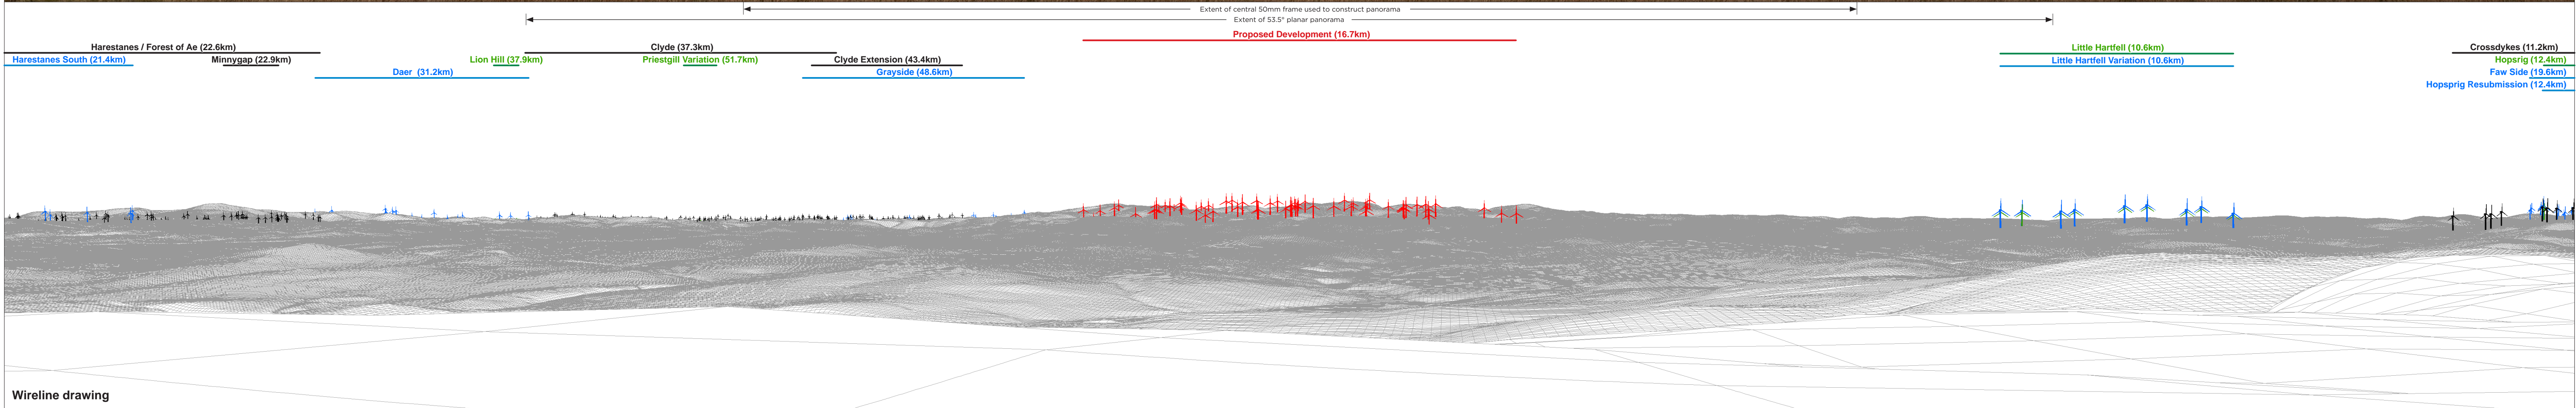 Extent of central 50mm frame used to construct panorama
Extent of 53.5° planar panorama
Proposed Development (16.7km)
Harestanes / Forest of Ae (22.6km)
Clyde (37.3km)
Little Hartfell (10.6km)
Crossdykes (11.2km)
Harestanes South (21.4km)
Minnygap (22.9km)
Lion Hill (37.9km)
Priestgill Variation (51.7km)
Clyde Extension (43.4km)
Little Hartfell Variation (10.6km)
Hopsrig (12.4km)
Daer (31.2km)
Grayside (48.6km)
Faw Side (19.6km)
Hopsprig Resubmission (12.4km)
Wireline drawing